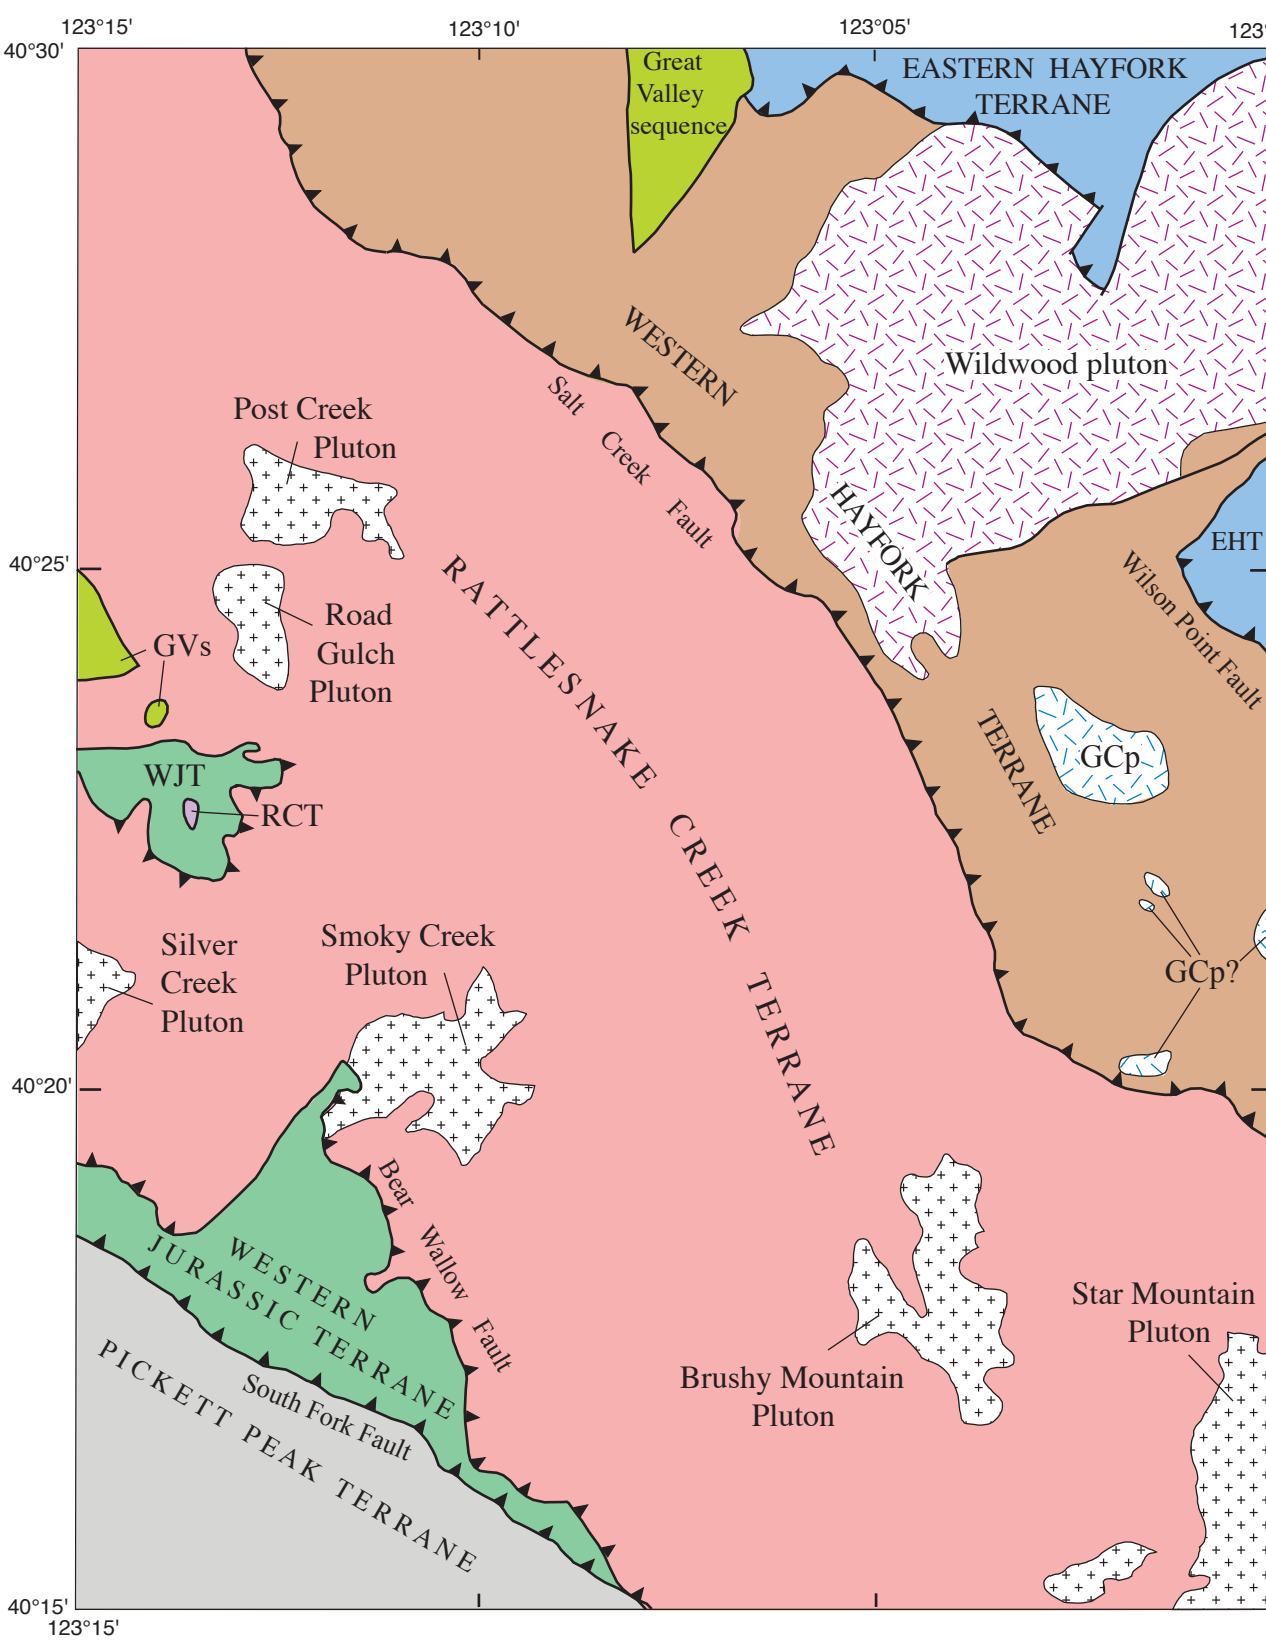 123°15'
123°10'
123°05'
123°
40°30'
Great
Valley
sequence
EASTERN HAYFORK
TERRANE
WESTERN
Wildwood pluton
Salt
Creek
Fault
Post Creek
Pluton
HAYFORK
40°25'
EHT
Wilson Point Fault
RATTLESNAKE
Road
Gulch
Pluton
GVs
TERRANE
GCp
WJT
RCT
CREEK
Silver
Creek
Pluton
Smoky Creek
Pluton
GCp?
TERRANE
40°20'
Bear
Wallow
Fault
WESTERN
JURASSIC TERRANE
Star Mountain
Pluton
Brushy Mountain
Pluton
South Fork Fault
PICKETT PEAK TERRANE
40°15'
123°15'